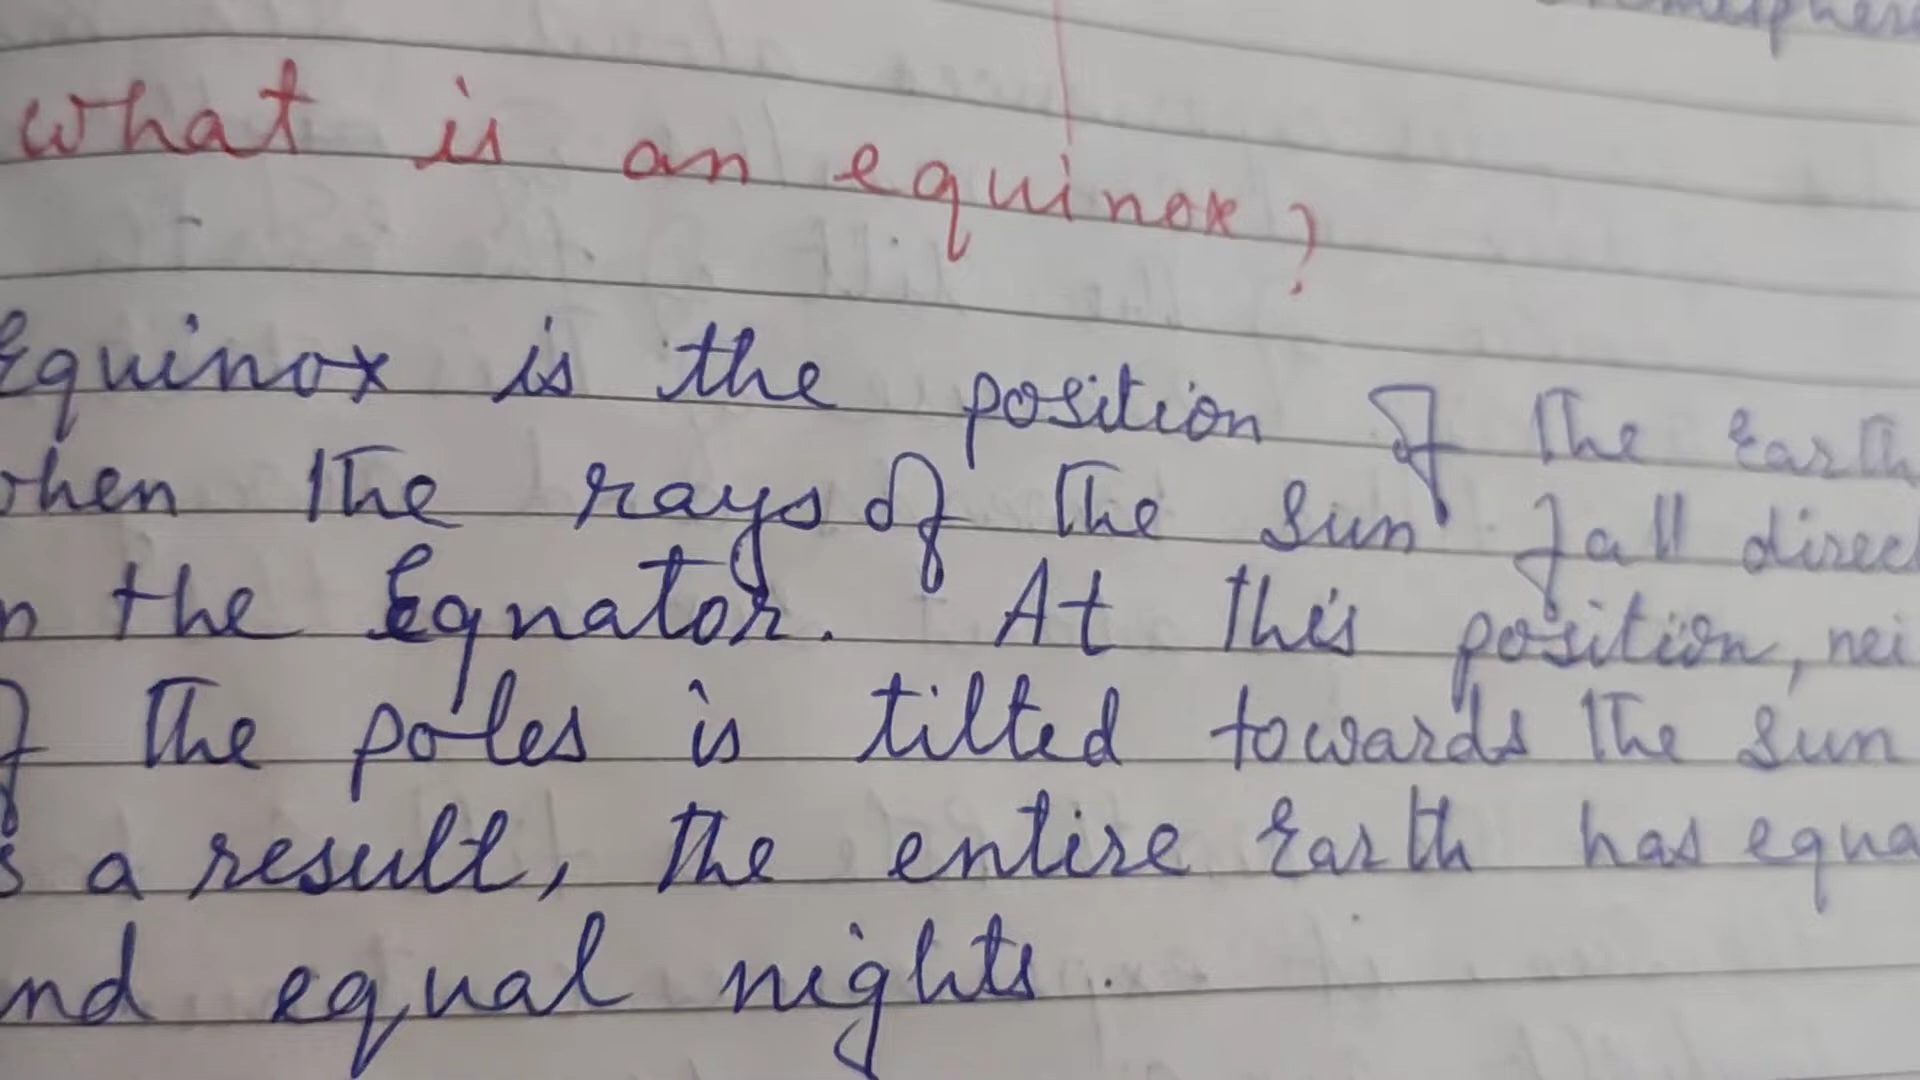 What is an equinox?
Equinox is the position of the Earth
when the rays of the Sun fall direc
n the Equator. At this position, nei
of the poles is tilted towards the Sun
s a result, the entire Earth has equa
nd equal nights.